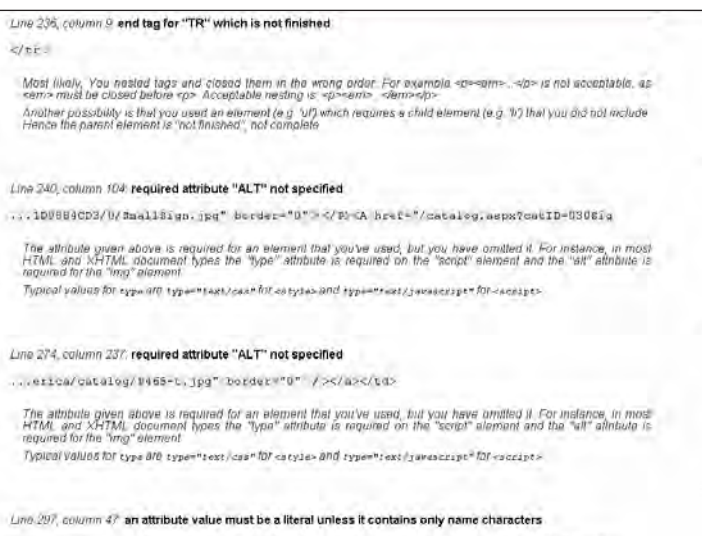 Line 236, column 9: end tag for "TR" which is not finished
</tr>
Most likely, You nested tags and closed them in the wrong order. For example <p><em>...</p> is not acceptable, as
<em> must be closed before <p>. Acceptable nesting is: <p><em>...</em></p>
Another possibility is that you used an element (e.g. 'ul') which requires a child element (e.g. 'li') that you did not include.
Hence the parent element is "not finished", not complete.
Line 240, column 104: required attribute "ALT" not specified
SmallSign.jpg" border="0"></P><A href="/catalog.aspx?catID=
The attribute given above is required for an element that you've used, but you have omitted it. For instance, in most
HTML and XHTML document types the "type" attribute is required on the "script" element and the "alt" attribute is
required for the "img" element.
Typical values for type are type="text/css" for <style> and type="text/javascript" for <script>.
Line 274, column 237: required attribute "ALT" not specified
...erica/catalog/ border="0" /></a></td>
The attribute given above is required for an element that you've used, but you have omitted it. For instance, in most
HTML and XHTML document types the "type" attribute is required on the "script" element and the "alt" attribute is
required for the "img" element.
Typical values for type are type="text/css" for <style> and type="text/javascript" for <script>.
Line 297, column 47: an attribute value must be a literal unless it contains only name characters